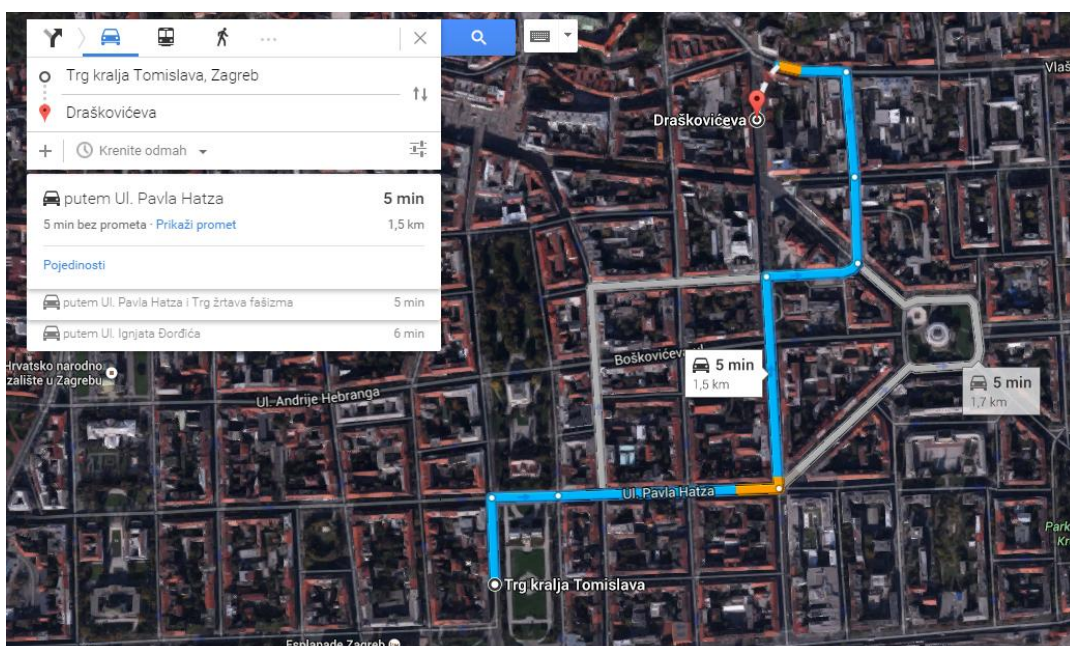 Trg kralja Tomislava, Zagreb
Draškovićeva
Krenite odmah
putem Ul. Pavla Hatza 5 min
5 min bez prometa · Prikaži promet 1,5 km
Pojedinosti
putem Ul. Pavla Hatza i Trg žrtava fašizma 5 min
putem Ul. Ignjata Đorđića 6 min
Vlaš
Draškovićeva
Boškovićeva ul
5 min
1,5 km
5 min
1,7 km
Hrvatsko narodno
zalište u Zagrebu
Ul. Andrije Hebranga
Ul. Pavla Hatza
Park
Kr
Trg kralja Tomislava
Esplanade Zagreb